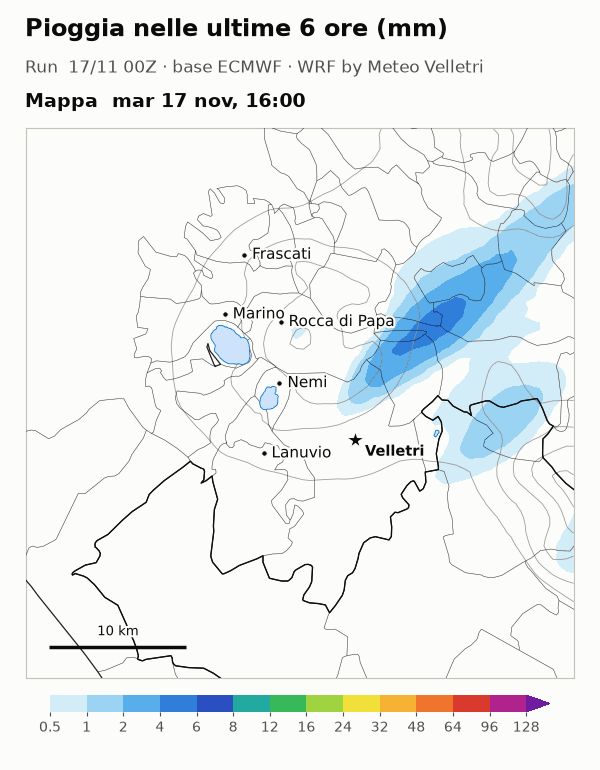 Pioggia nelle ultime 6 ore (mm)
Run  17/11 00Z · base ECMWF · WRF by Meteo Velletri
Mappa  mar 17 nov, 16:00
Frascati
Marino
Rocca di Papa
Nemi
Velletri
Lanuvio
10 km
0.5 1 2 4 6 8 12 16 24 32 48 64 96 128